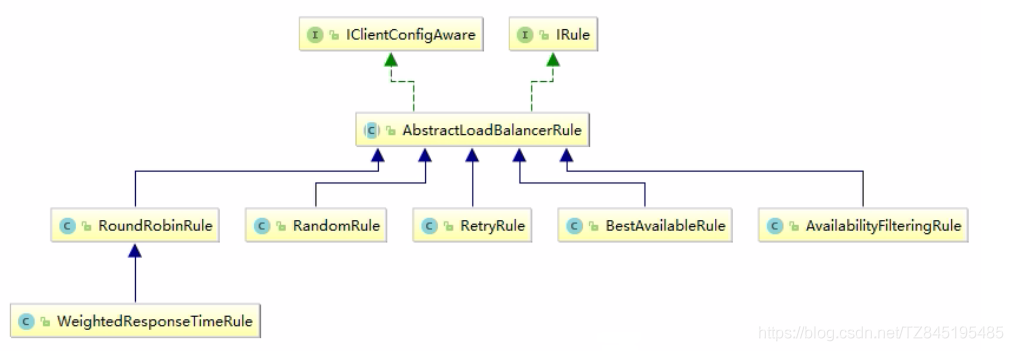 IClientConfigAware
IRule
AbstractLoadBalancerRule
RoundRobinRule
RandomRule
RetryRule
BestAvailableRule
AvailabilityFilteringRule
WeightedResponseTimeRule
https://blog.csdn.net/TZ845195485